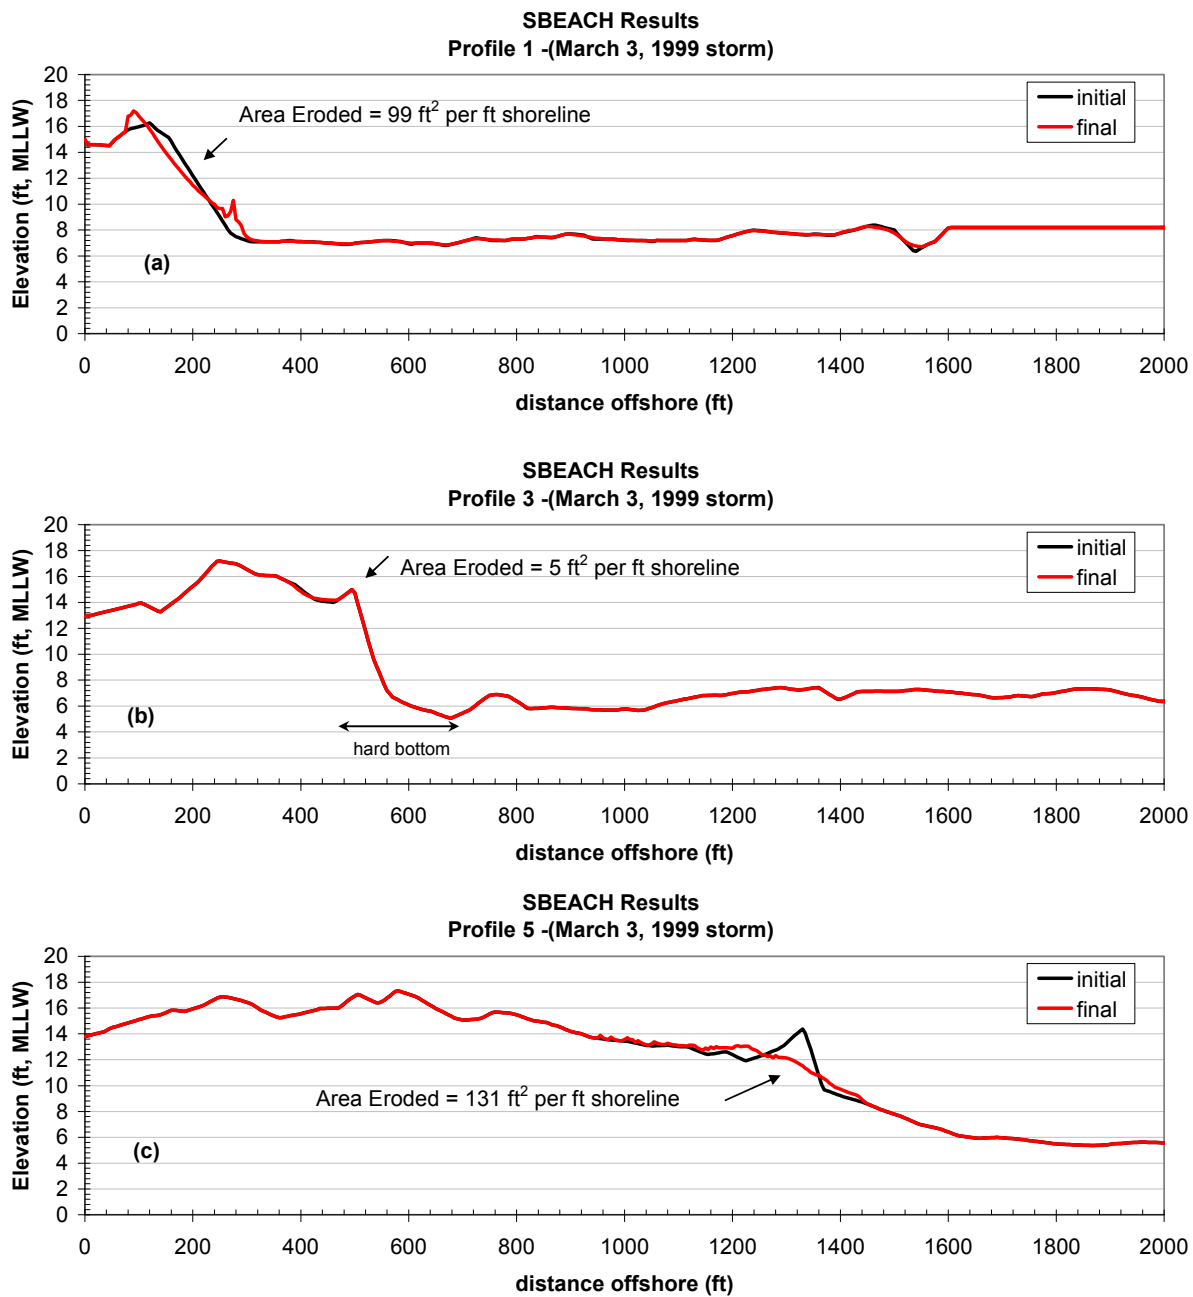 SBEACH Results
Profile 1 -(March 3, 1999 storm)
Elevation (ft, MLLW)
20
18
16
14
12
10
8
6
4
2
0
Area Eroded = 99 ft² per ft shoreline
initial
final
(a)
0 200 400 600 800 1000 1200 1400 1600 1800 2000
distance offshore (ft)
SBEACH Results
Profile 3 -(March 3, 1999 storm)
Elevation (ft, MLLW)
20
18
16
14
12
10
8
6
4
2
0
Area Eroded = 5 ft² per ft shoreline
initial
final
(b)
hard bottom
0 200 400 600 800 1000 1200 1400 1600 1800 2000
distance offshore (ft)
SBEACH Results
Profile 5 -(March 3, 1999 storm)
Elevation (ft, MLLW)
20
18
16
14
12
10
8
6
4
2
0
initial
final
Area Eroded = 131 ft² per ft shoreline
(c)
0 200 400 600 800 1000 1200 1400 1600 1800 2000
distance offshore (ft)